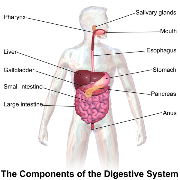 Salivary glands
Pharynx
Mouth
Esophagus
Liver
Stomach
Gallbladder
Small intestine
Pancreas
Large intestine
Anus
The Components of the Digestive System